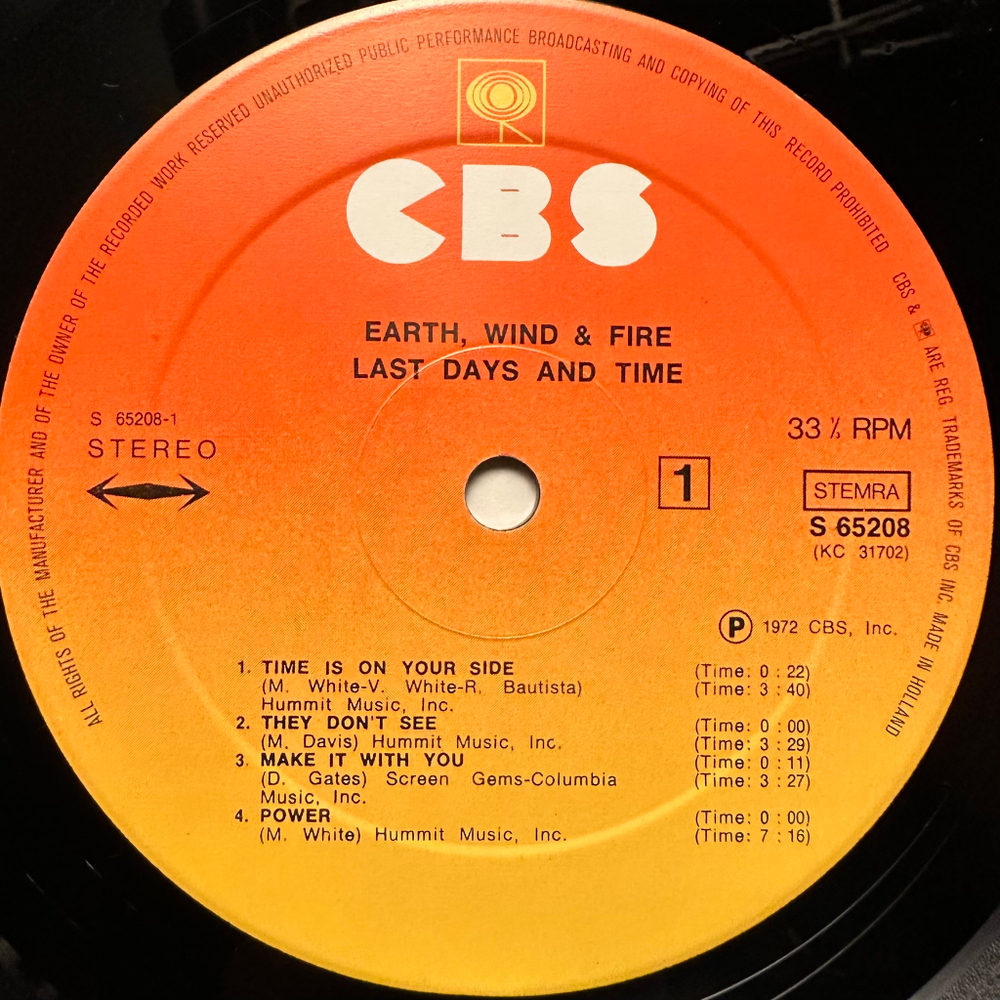 ALL RIGHTS OF THE MANUFACTURER AND OF THE OWNER OF THE RECORDED WORK RESERVED UNAUTHORIZED PUBLIC PERFORMANCE BROADCASTING AND COPYING OF THIS RECORD PROHIBITED CBS & ARE REG. TRADEMARKS OF CBS INC. MADE IN HOLLAND
CBS
EARTH, WIND & FIRE
LAST DAYS AND TIME
S 65208-1
STEREO
33 ⅓ RPM
1
STEMRA
S 65208
(KC 31702)
℗ 1972 CBS, Inc.
1. TIME IS ON YOUR SIDE (Time: 0 : 22)
(M. White-V. White-R. Bautista) (Time: 3 : 40)
Hummit Music, Inc.
2. THEY DON'T SEE (Time: 0 : 00)
(M. Davis) Hummit Music, Inc. (Time: 3 : 29)
3. MAKE IT WITH YOU (Time: 0 : 11)
(D. Gates) Screen Gems-Columbia (Time: 3 : 27)
Music, Inc.
4. POWER (Time: 0 : 00)
(M. White) Hummit Music, Inc. (Time: 7 : 16)